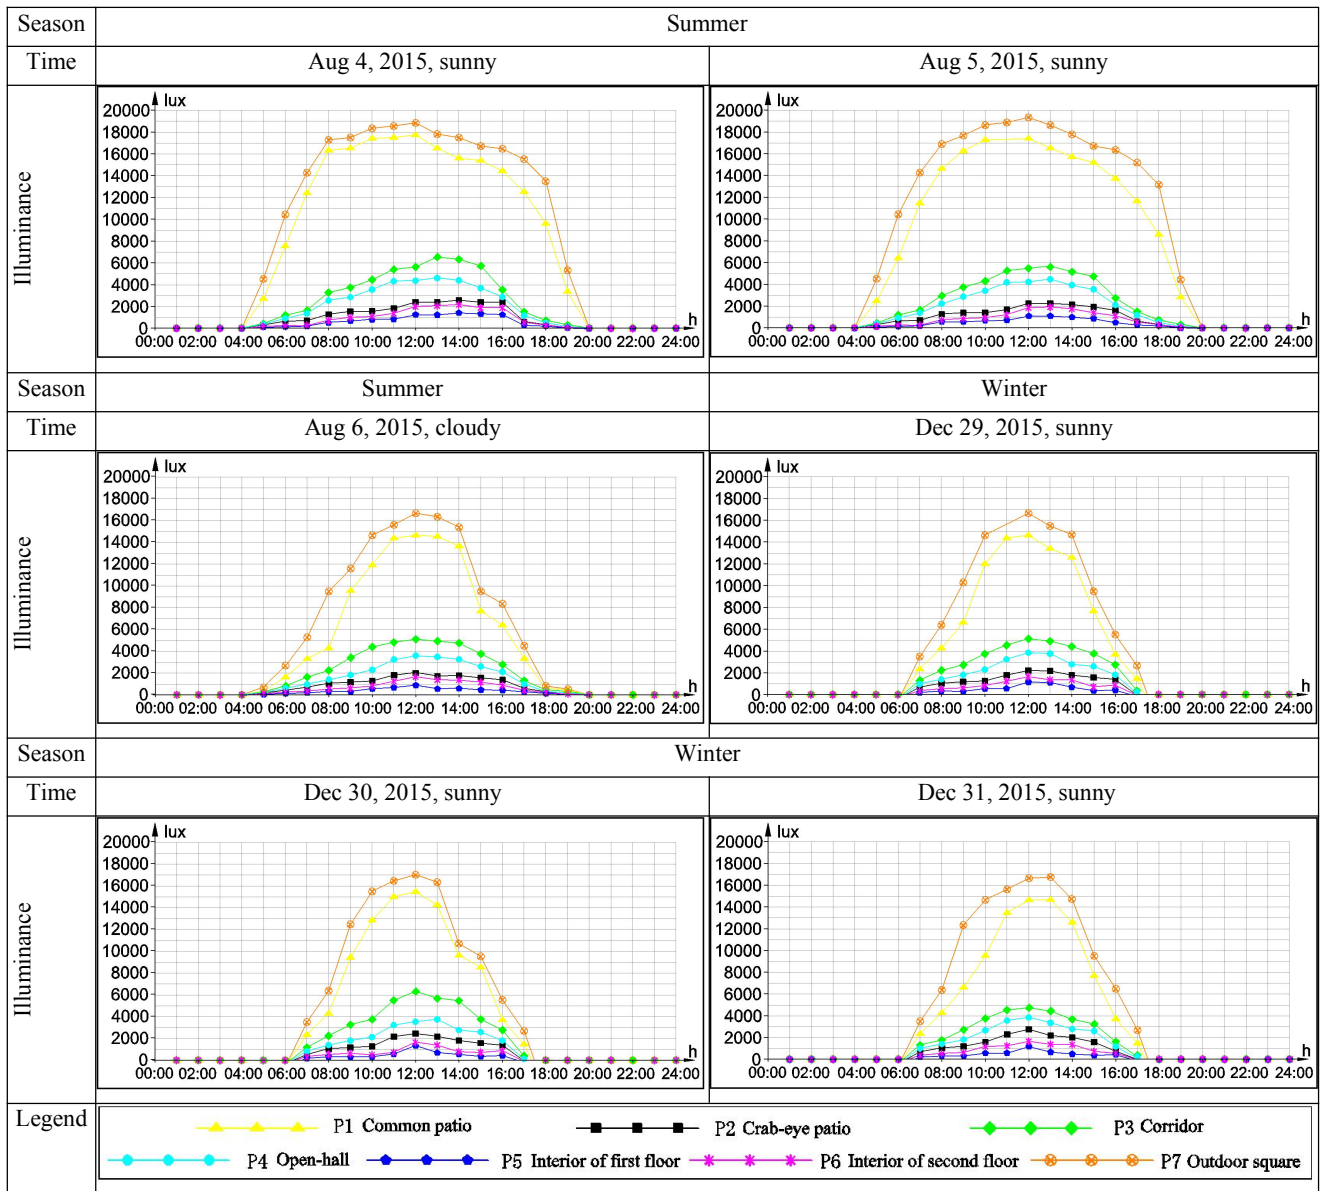 Season Summer
Time Aug 4, 2015, sunny Aug 5, 2015, sunny
Illuminance
lux
20000
18000
16000
14000
12000
10000
8000
6000
4000
2000
0
00:00 02:00 04:00 06:00 08:00 10:00 12:00 14:00 16:00 18:00 20:00 22:00 24:00
h
lux
20000
18000
16000
14000
12000
10000
8000
6000
4000
2000
0
00:00 02:00 04:00 06:00 08:00 10:00 12:00 14:00 16:00 18:00 20:00 22:00 24:00
h
Season Summer Winter
Time Aug 6, 2015, cloudy Dec 29, 2015, sunny
Illuminance
lux
20000
18000
16000
14000
12000
10000
8000
6000
4000
2000
0
00:00 02:00 04:00 06:00 08:00 10:00 12:00 14:00 16:00 18:00 20:00 22:00 24:00
h
lux
20000
18000
16000
14000
12000
10000
8000
6000
4000
2000
0
00:00 02:00 04:00 06:00 08:00 10:00 12:00 14:00 16:00 18:00 20:00 22:00 24:00
h
Season Winter
Time Dec 30, 2015, sunny Dec 31, 2015, sunny
Illuminance
lux
20000
18000
16000
14000
12000
10000
8000
6000
4000
2000
0
00:00 02:00 04:00 06:00 08:00 10:00 12:00 14:00 16:00 18:00 20:00 22:00 24:00
h
lux
20000
18000
16000
14000
12000
10000
8000
6000
4000
2000
0
00:00 02:00 04:00 06:00 08:00 10:00 12:00 14:00 16:00 18:00 20:00 22:00 24:00
h
Legend
P1 Common patio P2 Crab-eye patio P3 Corridor
P4 Open-hall P5 Interior of first floor P6 Interior of second floor P7 Outdoor square